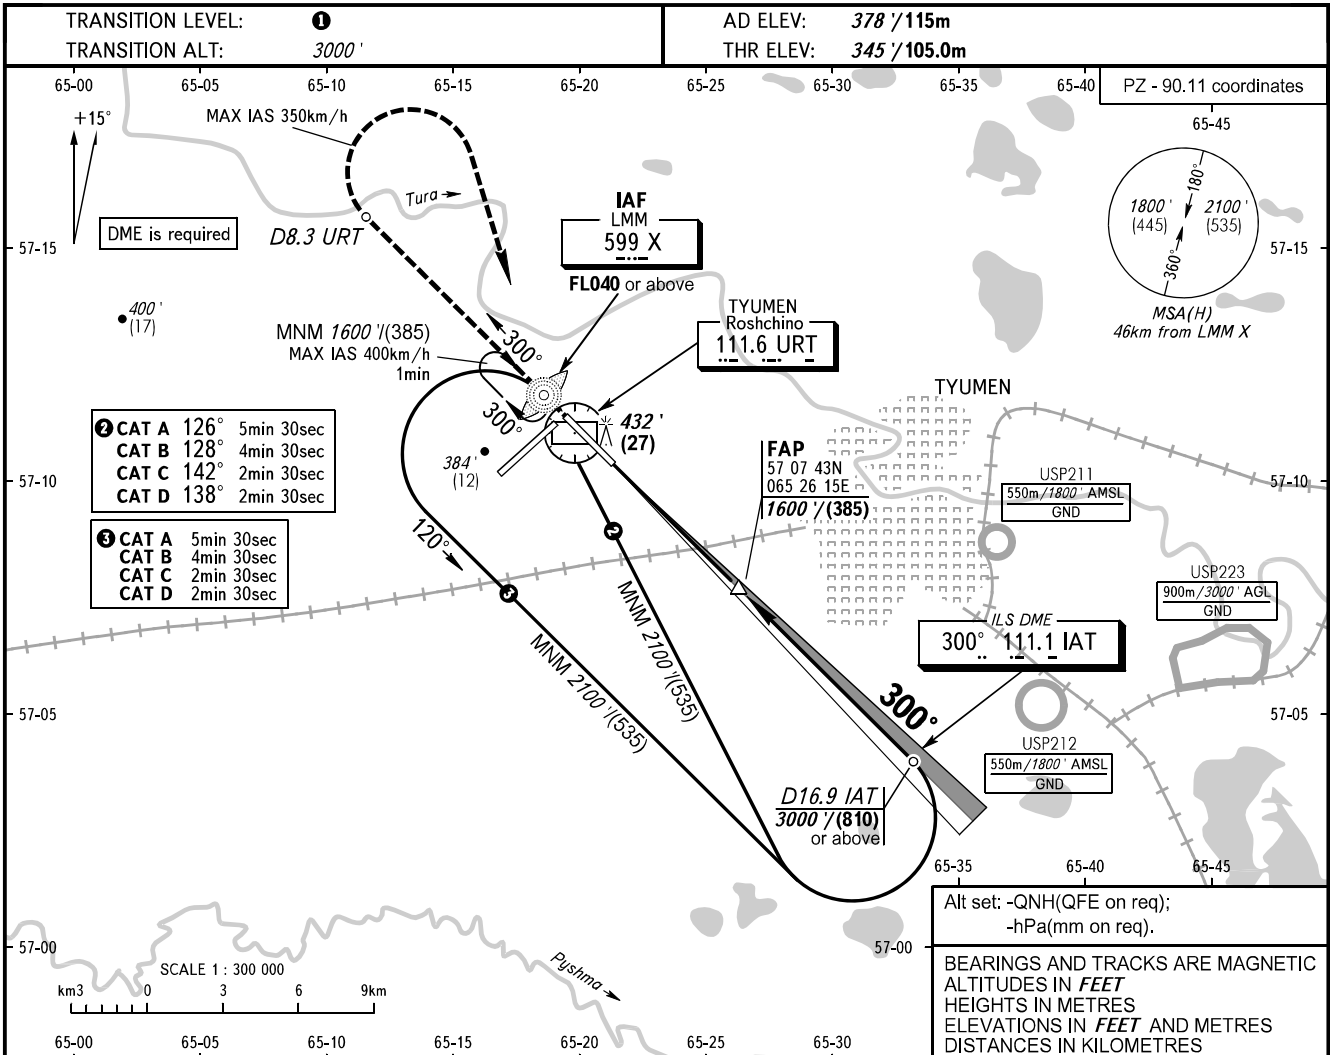 TRANSITION LEVEL: ❶
TRANSITION ALT: 3000 '
AD ELEV: 378 '/115m
THR ELEV: 345 '/105.0m
65-00 65-05 65-10 65-15 65-20 65-25 65-30 65-35 65-40
PZ - 90.11 coordinates
65-45
+15°
MAX IAS 350km/h
Tura
DME is required
D8.3 URT
IAF
LMM
599 X
FL040 or above
180°
1800 '
(445)
2100 '
(535)
360°
MSA(H)
46km from LMM X
57-15
57-15
400 '
(17)
TYUMEN
Roshchino
111.6 URT
300°
MNM 1600 '/(385)
MAX IAS 400km/h
1min
300°
TYUMEN
432 '
(27)
384 '
(12)
❷ CAT A 126° 5min 30sec
CAT B 128° 4min 30sec
CAT C 142° 2min 30sec
CAT D 138° 2min 30sec
FAP
57 07 43N
065 26 15E
1600 '/(385)
USP211
550m/1800 ' AMSL
GND
57-10
57-10
❸ CAT A 5min 30sec
CAT B 4min 30sec
CAT C 2min 30sec
CAT D 2min 30sec
120°
❷
❸
MNM 2100 '/(535)
MNM 2100 '/(535)
USP223
900m/3000 ' AGL
GND
ILS DME
300° 111.1 IAT
300°
57-05
57-05
USP212
550m/1800 ' AMSL
GND
D16.9 IAT
3000 '/(810)
or above
65-35 65-40 65-45
Alt set: -QNH(QFE on req);
-hPa(mm on req).
57-00
57-00
Pyshma
SCALE 1 : 300 000
km3 0 3 6 9km
BEARINGS AND TRACKS ARE MAGNETIC
ALTITUDES IN FEET
HEIGHTS IN METRES
ELEVATIONS IN FEET AND METRES
DISTANCES IN KILOMETRES
65-00 65-05 65-10 65-15 65-20 65-25 65-30